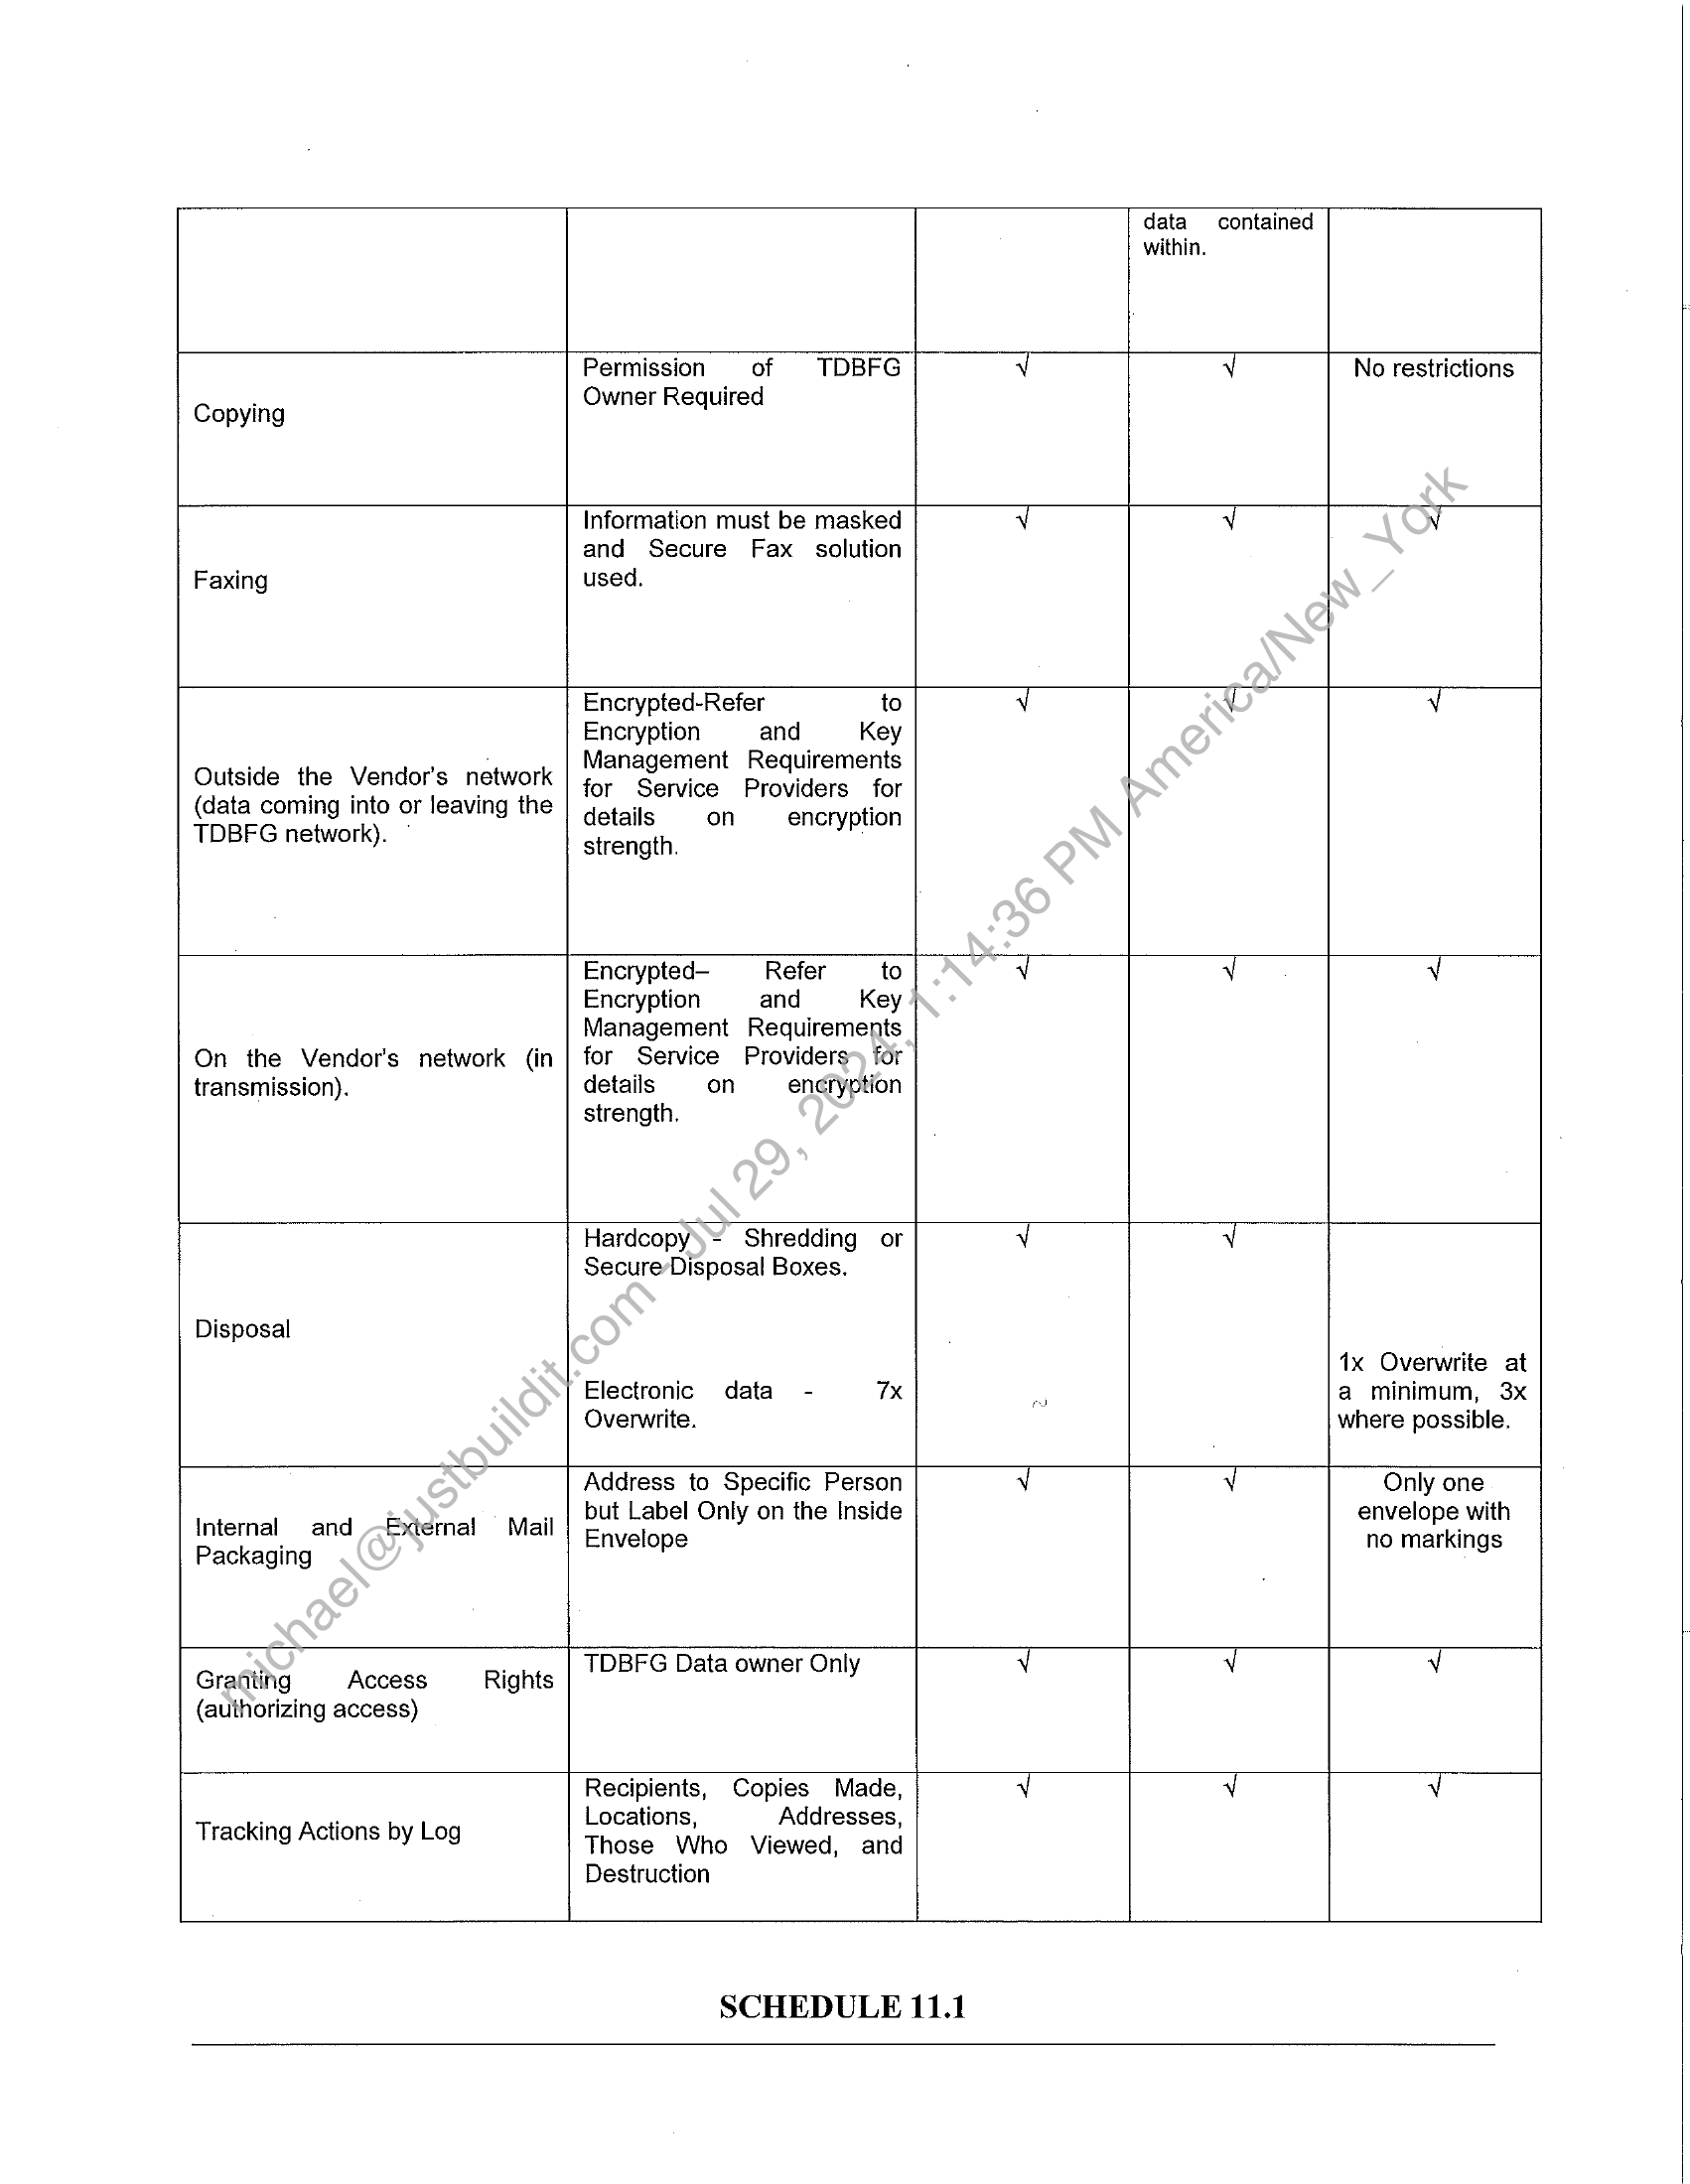 data contained
within.
Copying
Permission of TDBFG
Owner Required
√ √ No restrictions
Faxing
Information must be masked
and Secure Fax solution
used.
√ √ √
Outside the Vendor's network
(data coming into or leaving the
TDBFG network).
Encrypted-Refer to
Encryption and Key
Management Requirements
for Service Providers for
details on encryption
strength.
√ √ √
On the Vendor's network (in
transmission).
Encrypted– Refer to
Encryption and Key
Management Requirements
for Service Providers for
details on encryption
strength.
√ √ √
Disposal
Hardcopy - Shredding or
Secure Disposal Boxes.
Electronic data - 7x
Overwrite.
√ √
1x Overwrite at
a minimum, 3x
where possible.
Internal and External Mail
Packaging
Address to Specific Person
but Label Only on the Inside
Envelope
√ √
Only one
envelope with
no markings
Granting Access Rights
(authorizing access)
TDBFG Data owner Only
√ √ √
Tracking Actions by Log
Recipients, Copies Made,
Locations, Addresses,
Those Who Viewed, and
Destruction
√ √ √
SCHEDULE 11.1
michael@justbuildit.com - Jul 29, 2024, 1:14:36 PM America/New_York